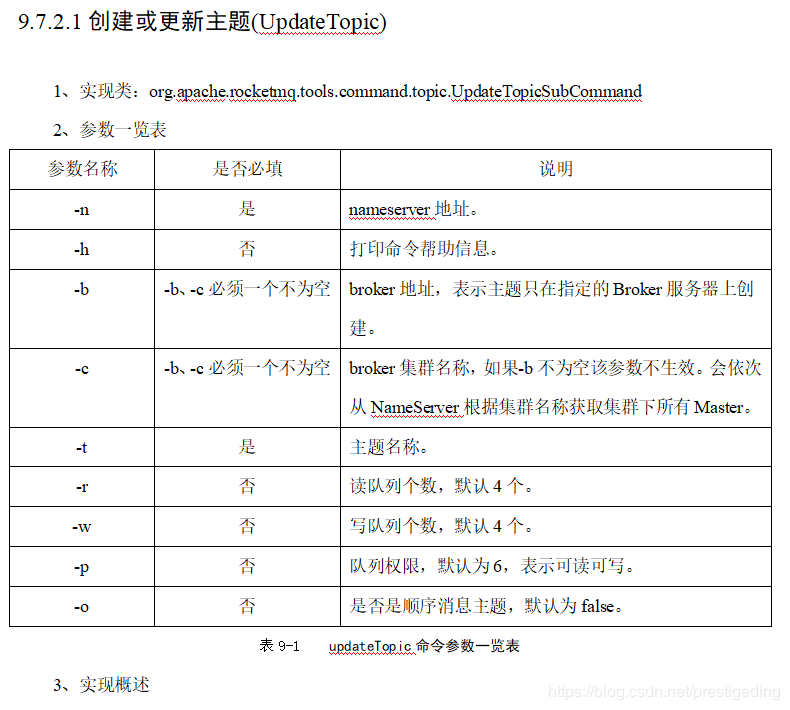 9.7.2.1 创建或更新主题(UpdateTopic)
1、实现类：org.apache.rocketmq.tools.command.topic.UpdateTopicSubCommand
2、参数一览表
参数名称 是否必填 说明
-n 是 nameserver 地址。
-h 否 打印命令帮助信息。
-b -b、-c 必须一个不为空 broker 地址，表示主题只在指定的 Broker 服务器上创
建。
-c -b、-c 必须一个不为空 broker 集群名称，如果-b 不为空该参数不生效。会依次
从 NameServer 根据集群名称获取集群下所有 Master。
-t 是 主题名称。
-r 否 读队列个数，默认 4 个。
-w 否 写队列个数，默认 4 个。
-p 否 队列权限，默认为 6，表示可读可写。
-o 否 是否是顺序消息主题，默认为 false。
表 9-1 updateTopic 命令参数一览表
3、实现概述
https://blog.csdn.net/prestigeding